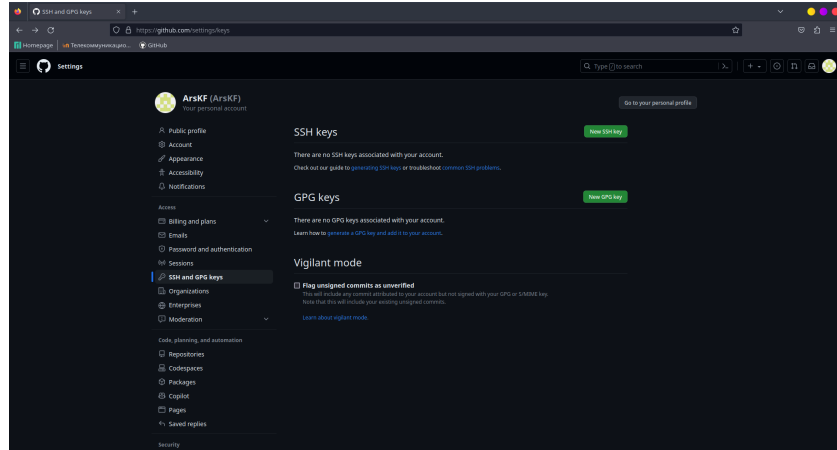 SSH and GPG keys
https://github.com/settings/keys
Homepage
Телекоммуникацио...
GitHub
Settings
Type / to search
ArsKF (ArsKF)
Your personal account
Go to your personal profile
Public profile
Account
Appearance
Accessibility
Notifications
Access
Billing and plans
Emails
Password and authentication
Sessions
SSH and GPG keys
Organizations
Enterprises
Moderation
Code, planning, and automation
Repositories
Codespaces
Packages
Copilot
Pages
Saved replies
Security
SSH keys
New SSH key
There are no SSH keys associated with your account.
Check out our guide to generating SSH keys or troubleshoot common SSH problems.
GPG keys
New GPG key
There are no GPG keys associated with your account.
Learn how to generate a GPG key and add it to your account.
Vigilant mode
Flag unsigned commits as unverified
This will include any commit attributed to your account but not signed with your GPG or S/MIME key.
Note that this will include your existing unsigned commits.
Learn about vigilant mode.